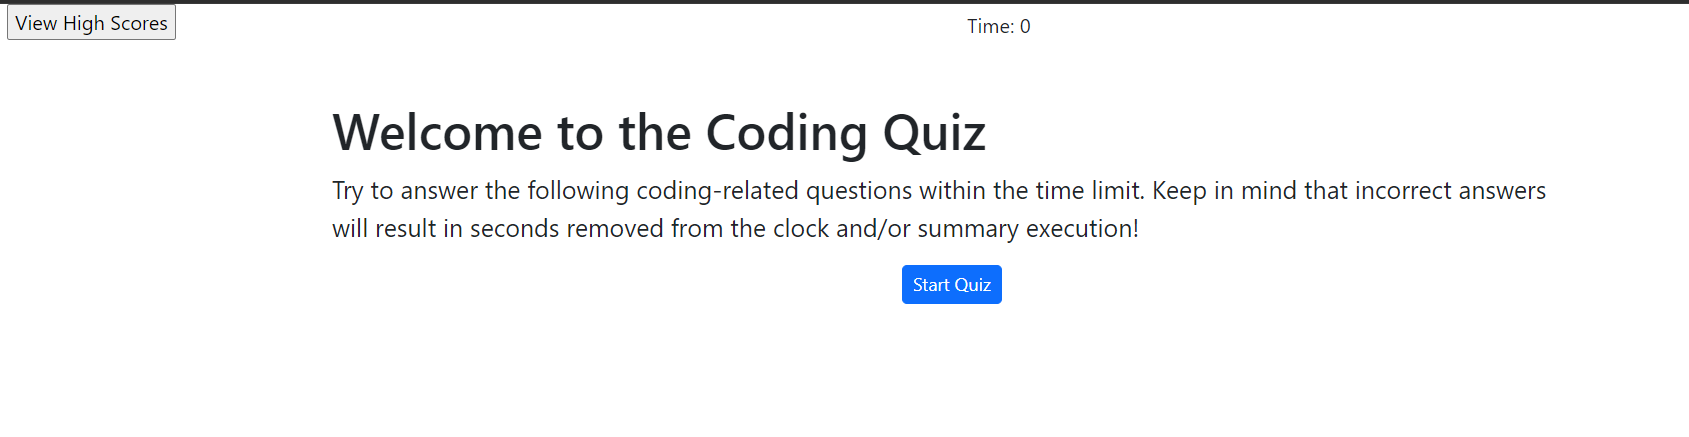 View High Scores
Time: 0
Welcome to the Coding Quiz
Try to answer the following coding-related questions within the time limit. Keep in mind that incorrect answers
will result in seconds removed from the clock and/or summary execution!
Start Quiz